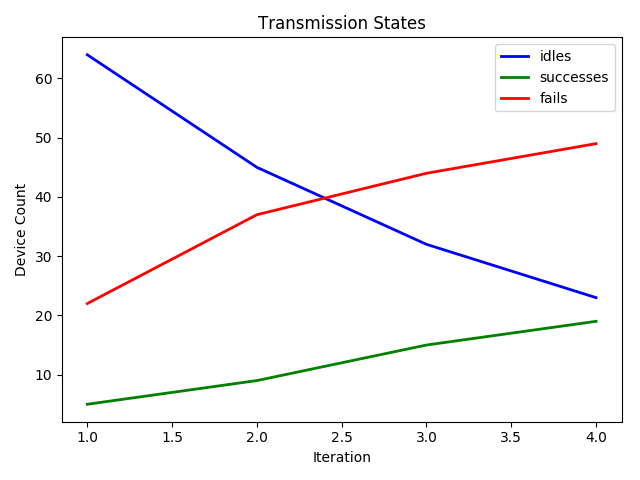 Transmission States
idles
successes
fails
Device Count
60
50
40
30
20
10
1.0 1.5 2.0 2.5 3.0 3.5 4.0
Iteration